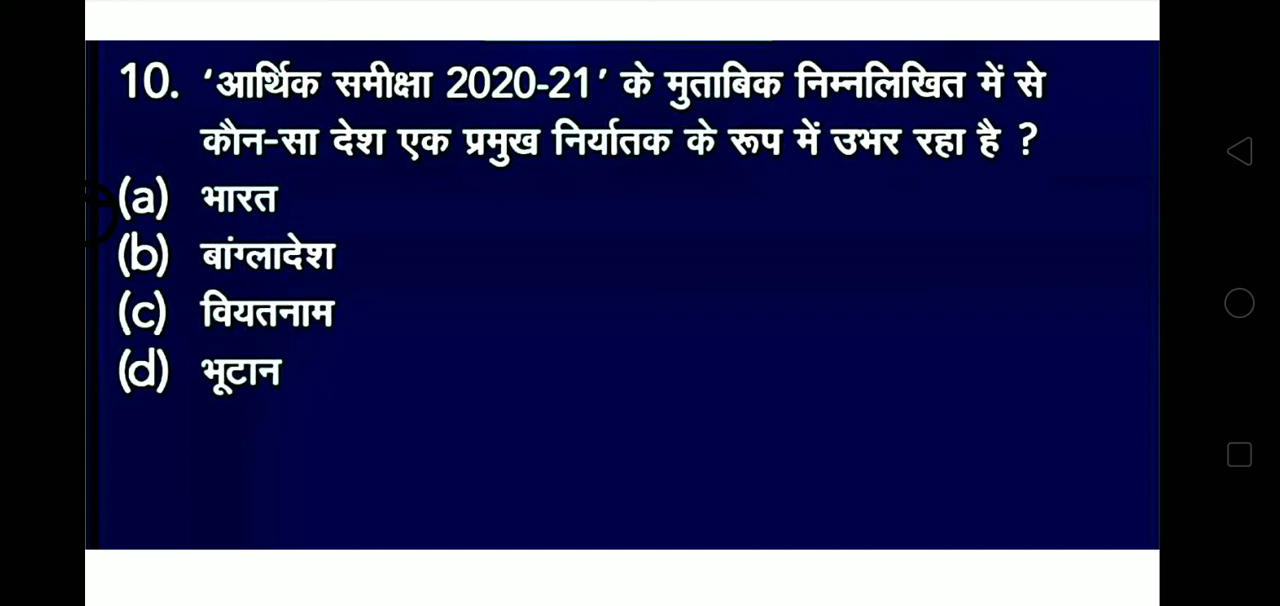 10. ‘आर्थिक समीक्षा 2020-21’ के मुताबिक निम्नलिखित में से
कौन-सा देश एक प्रमुख निर्यातक के रूप में उभर रहा है ?
(a) भारत
(b) बांग्लादेश
(c) वियतनाम
(d) भूटान